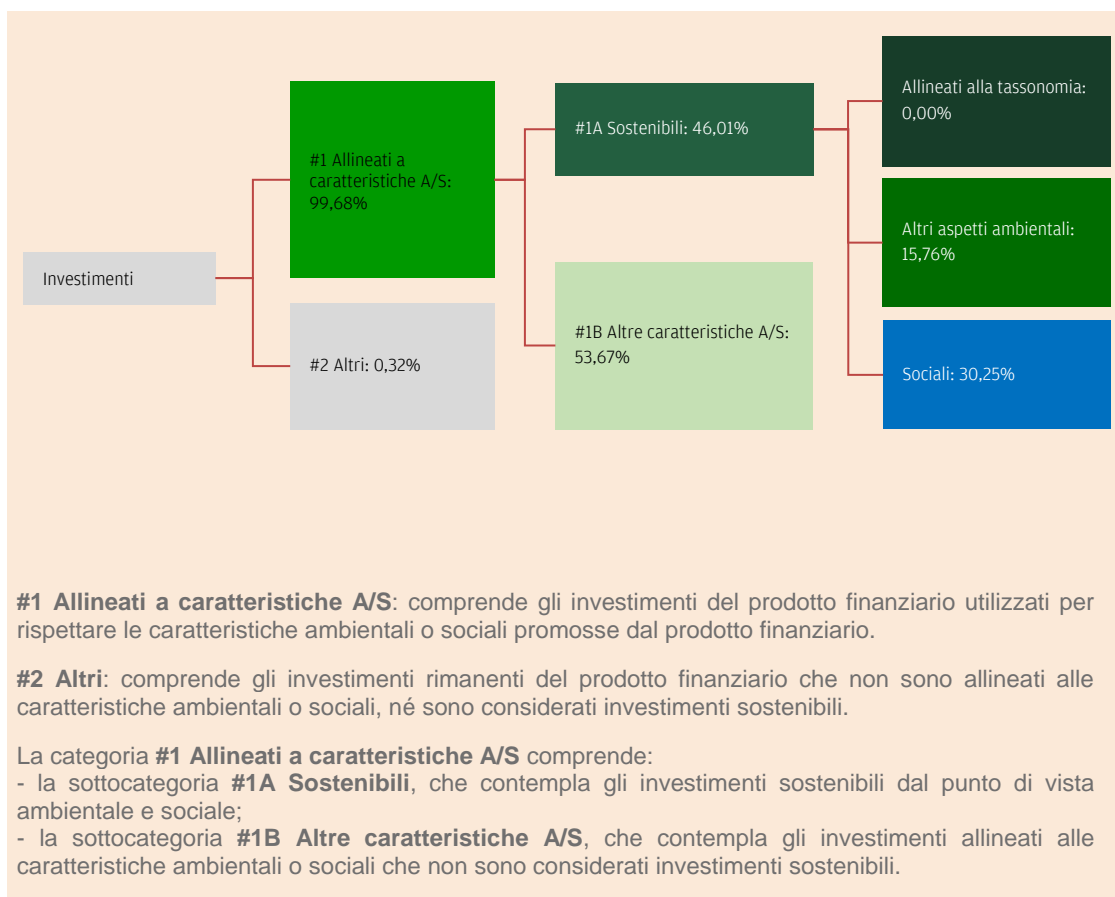 Investimenti
#1 Allineati a
caratteristiche A/S:
99,68%
#2 Altri: 0,32%
#1A Sostenibili: 46,01%
#1B Altre caratteristiche A/S:
53,67%
Allineati alla tassonomia:
0,00%
Altri aspetti ambientali:
15,76%
Sociali: 30,25%
#1 Allineati a caratteristiche A/S: comprende gli investimenti del prodotto finanziario utilizzati per
rispettare le caratteristiche ambientali o sociali promosse dal prodotto finanziario.
#2 Altri: comprende gli investimenti rimanenti del prodotto finanziario che non sono allineati alle
caratteristiche ambientali o sociali, né sono considerati investimenti sostenibili.
La categoria #1 Allineati a caratteristiche A/S comprende:
- la sottocategoria #1A Sostenibili, che contempla gli investimenti sostenibili dal punto di vista
ambientale e sociale;
- la sottocategoria #1B Altre caratteristiche A/S, che contempla gli investimenti allineati alle
caratteristiche ambientali o sociali che non sono considerati investimenti sostenibili.